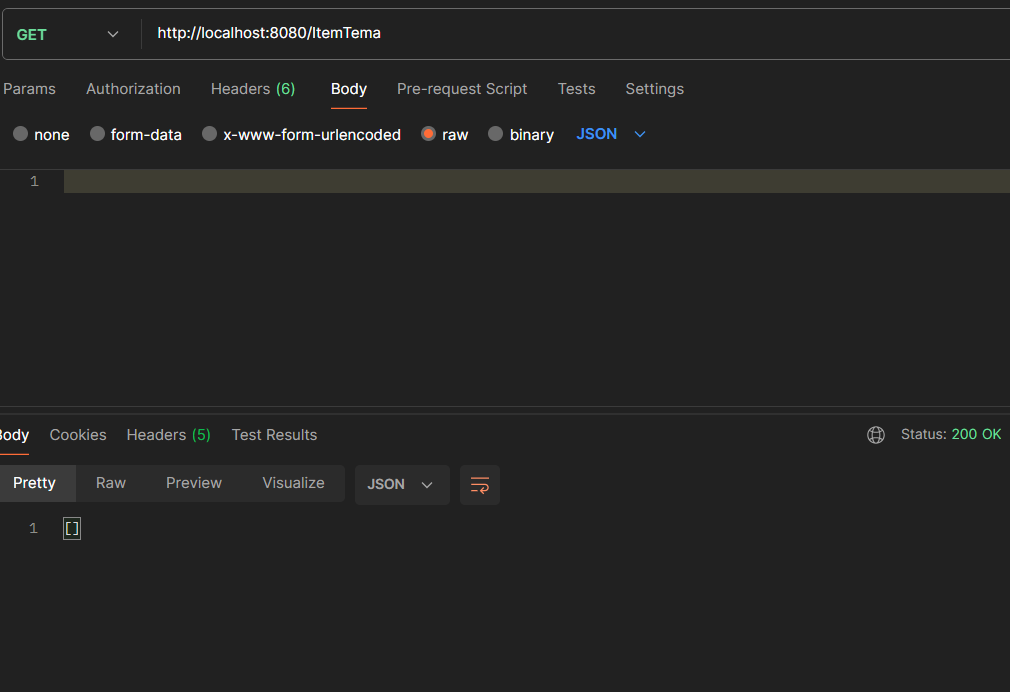 GET http://localhost:8080/ItemTema
Params Authorization Headers (6) Body Pre-request Script Tests Settings
none form-data x-www-form-urlencoded raw binary JSON
1
Body Cookies Headers (5) Test Results Status: 200 OK
Pretty Raw Preview Visualize JSON
1 []